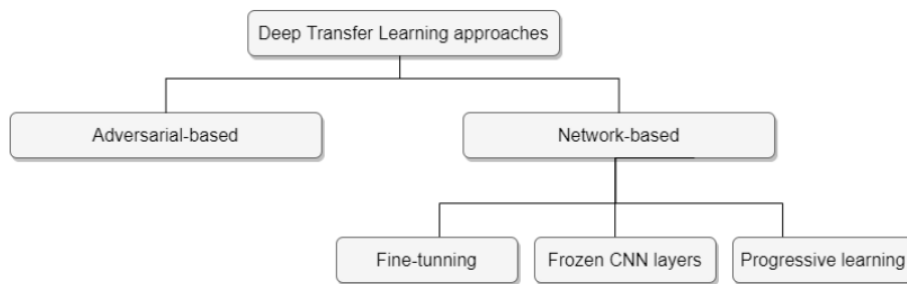 Deep Transfer Learning approaches
Adversarial-based
Network-based
Fine-tunning
Frozen CNN layers
Progressive learning